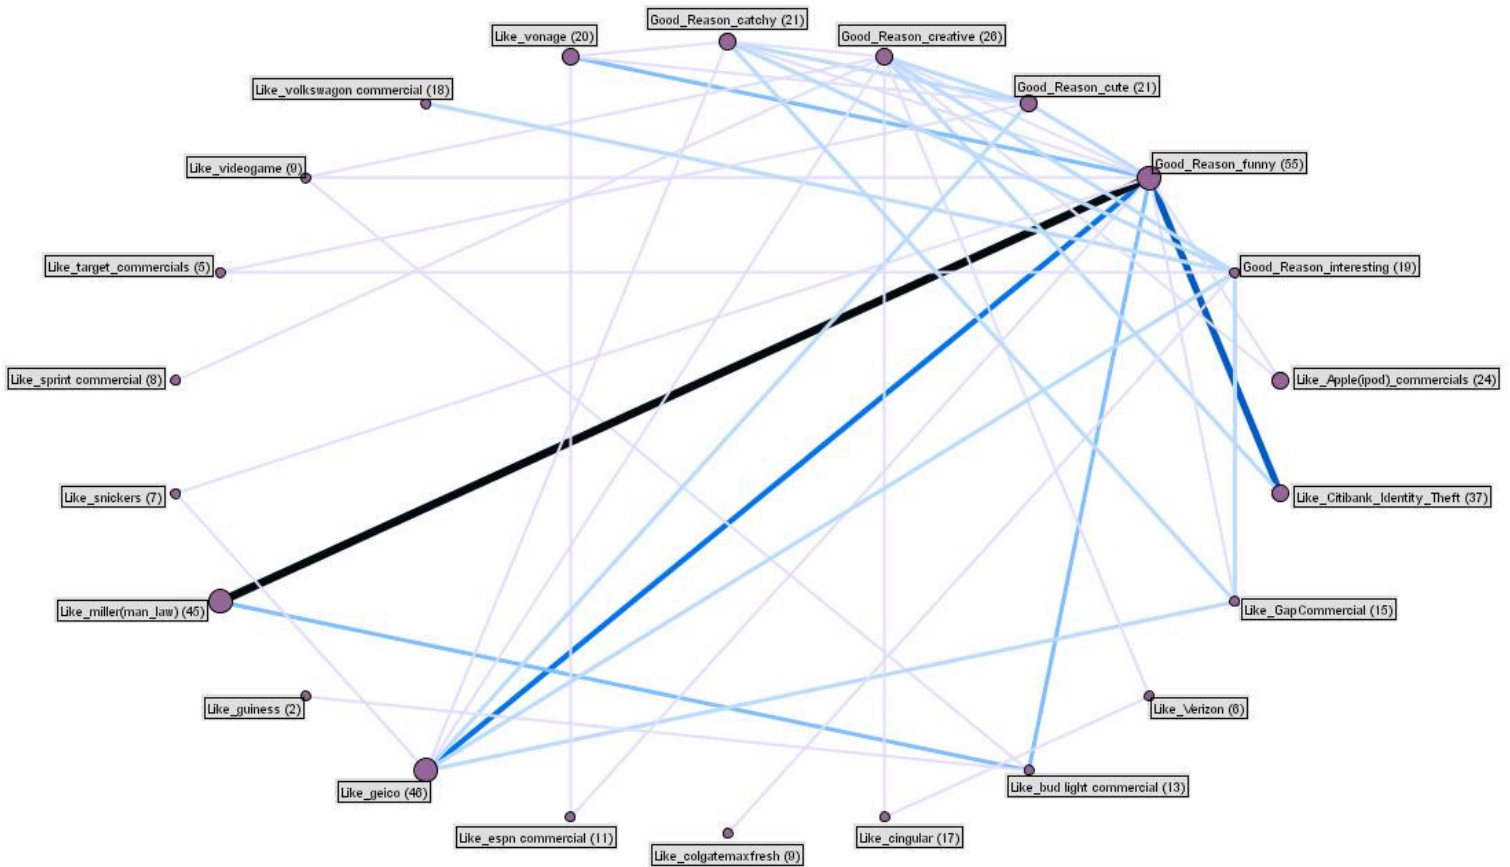 Good_Reason_catchy (21)
Like_vonage (20)
Good_Reason_creative (26)
Like_volkswagon commercial (18)
Good_Reason_cute (21)
Like_videogame (9)
Good_Reason_funny (55)
Like_target_commercials (5)
Good_Reason_interesting (19)
Like_sprint commercial (8)
Like_Apple(ipod)_commercials (24)
Like_snickers (7)
Like_Citibank_Identity_Theft (37)
Like_miller(man_law) (45)
Like_GapCommercial (15)
Like_guiness (2)
Like_Verizon (6)
Like_geico (46)
Like_bud light commercial (13)
Like_espn commercial (11)
Like_cingular (17)
Like_colgatemaxfresh (9)